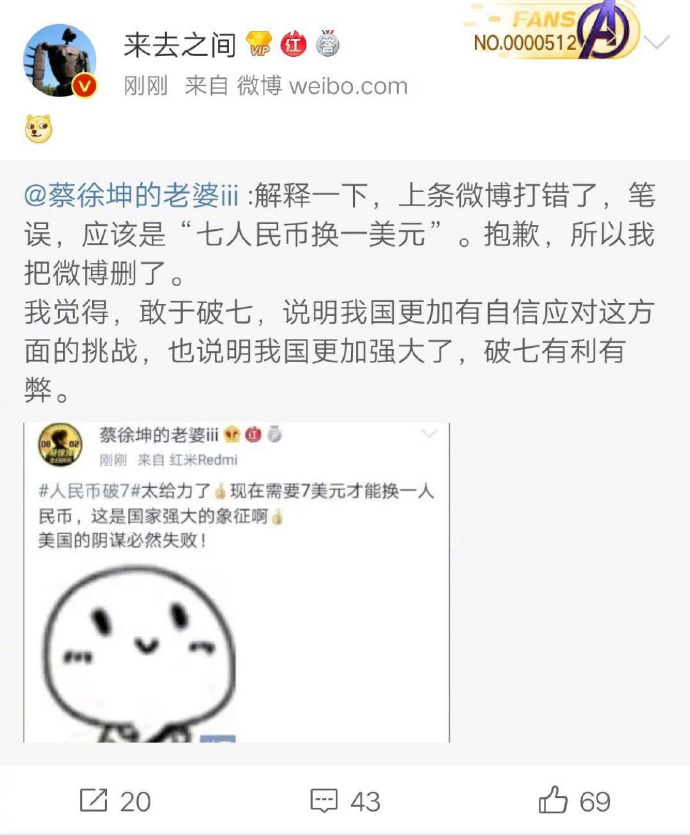 来去之间
VIP
红
FANS
NO.0000512
刚刚 来自 微博 weibo.com
@蔡徐坤的老婆iii :解释一下，上条微博打错了，笔
误，应该是“七人民币换一美元”。抱歉，所以我
把微博删了。
我觉得，敢于破七，说明我国更加有自信应对这方
面的挑战，也说明我国更加强大了，破七有利有
弊。
蔡徐坤的老婆iii
红
刚刚 来自 红米Redmi
#人民币破7#太给力了👍现在需要7美元才能换一人
民币，这是国家强大的象征啊👍
美国的阴谋必然失败！
20
43
69